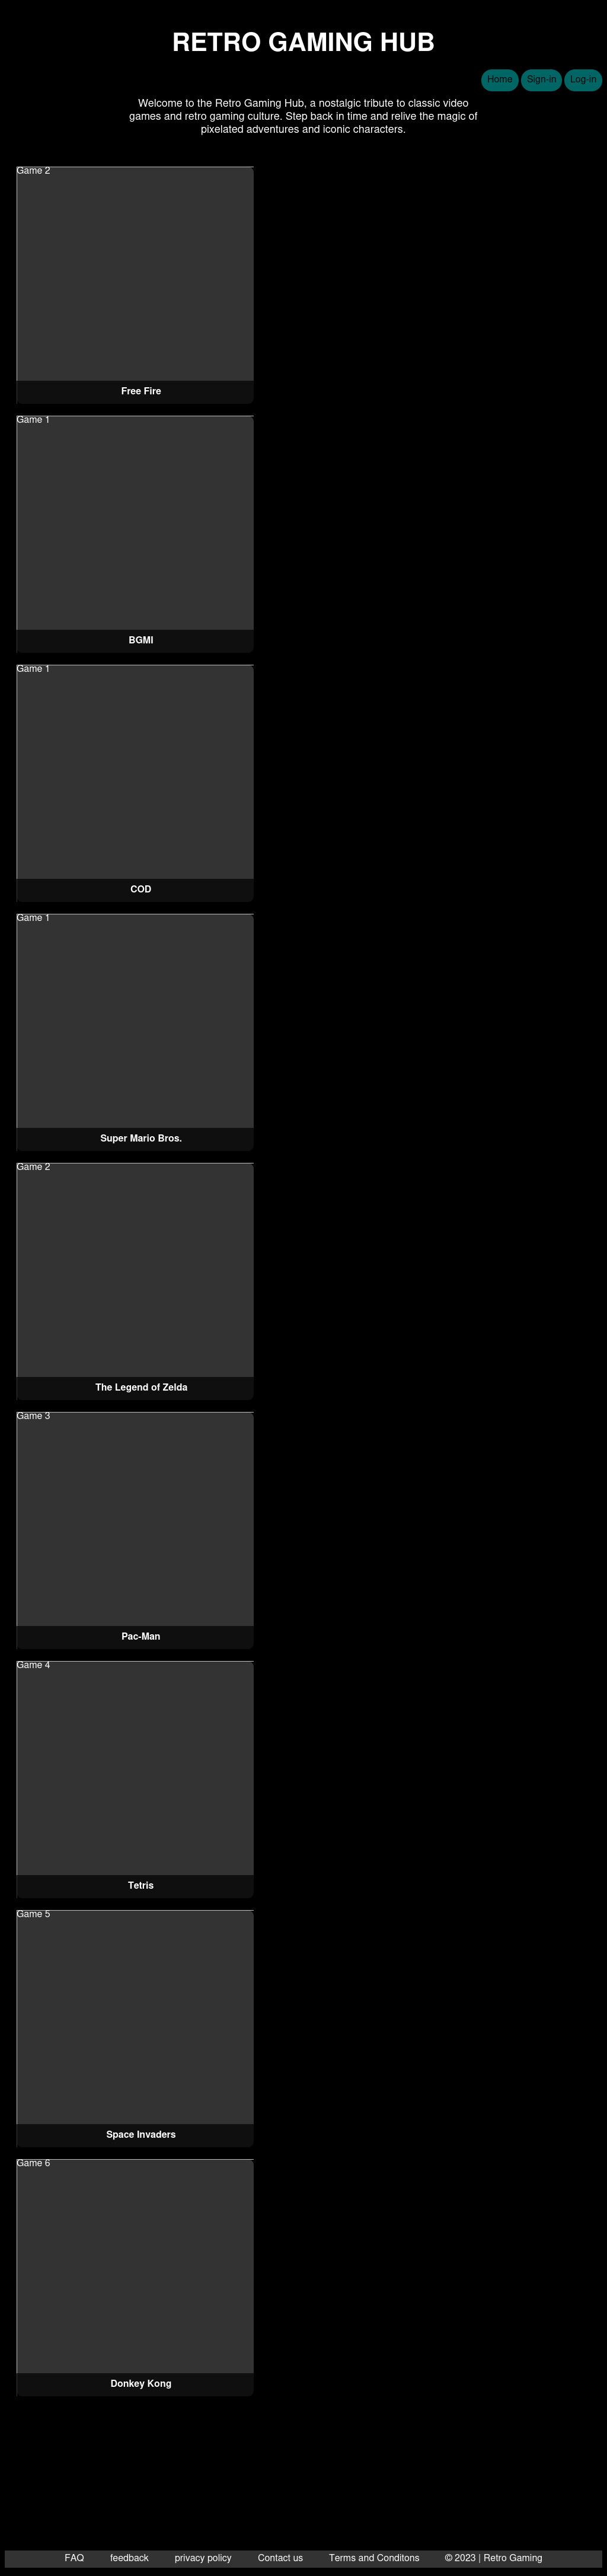 RETRO GAMING HUB
Home Sign-in Log-in
Welcome to the Retro Gaming Hub, a nostalgic tribute to classic video
games and retro gaming culture. Step back in time and relive the magic of
pixelated adventures and iconic characters.
Game 2
Free Fire
Game 1
BGMI
Game 1
COD
Game 1
Super Mario Bros.
Game 2
The Legend of Zelda
Game 3
Pac-Man
Game 4
Tetris
Game 5
Space Invaders
Game 6
Donkey Kong
FAQ feedback privacy policy Contact us Terms and Conditons © 2023 | Retro Gaming